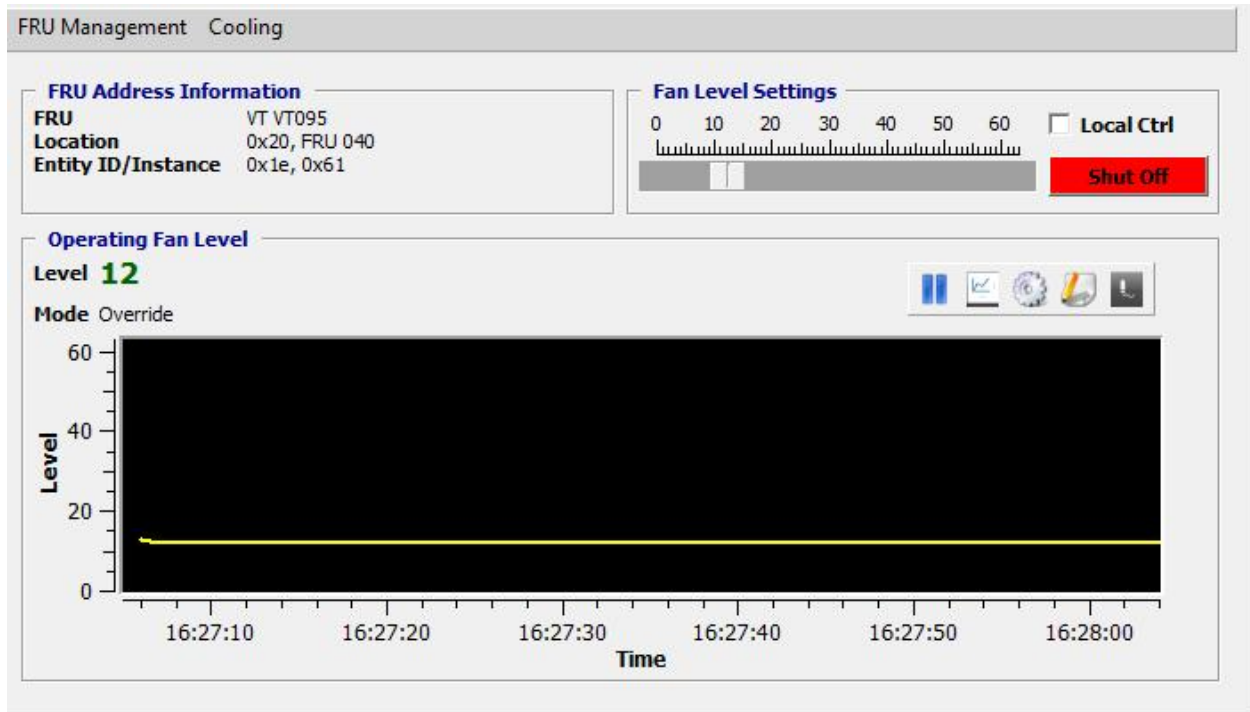 FRU Management Cooling
FRU Address Information
FRU VT VT095
Location 0x20, FRU 040
Entity ID/Instance 0x1e, 0x61
Fan Level Settings
0 10 20 30 40 50 60
Local Ctrl
Shut Off
Operating Fan Level
Level 12
Mode Override
60
40
20
0
Level
16:27:10 16:27:20 16:27:30 16:27:40 16:27:50 16:28:00
Time